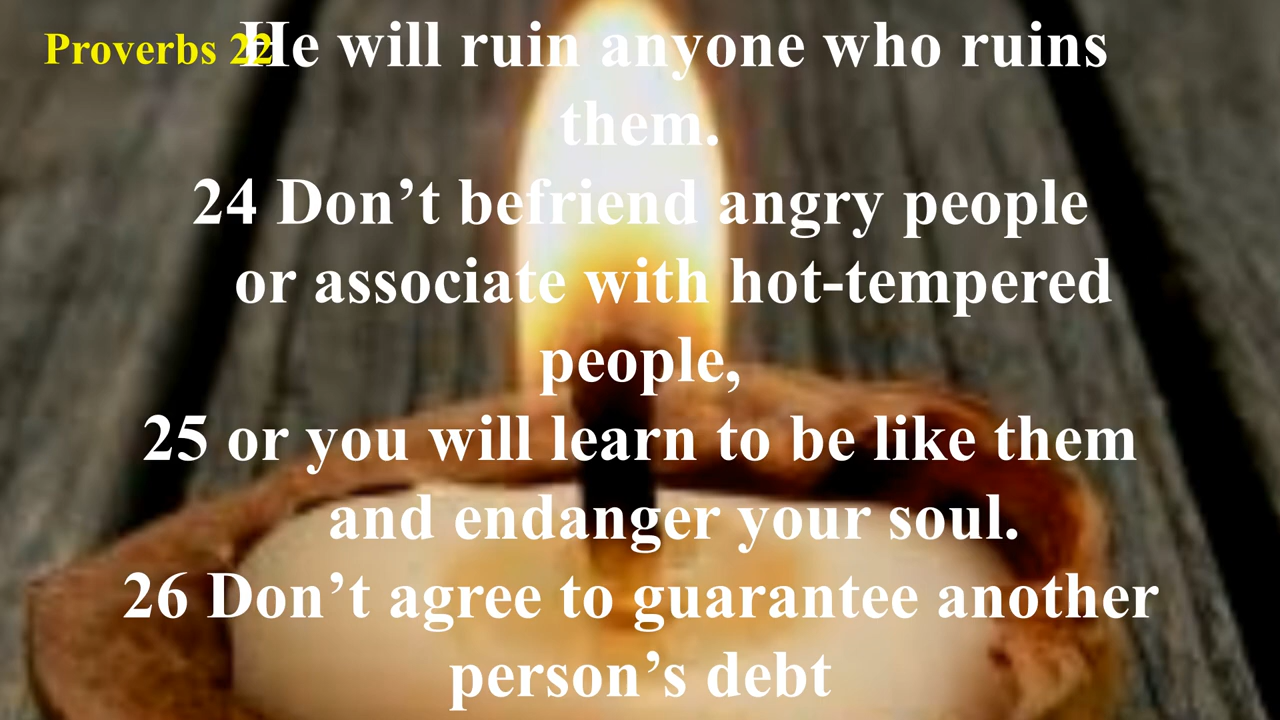 Proverbs 22
He will ruin anyone who ruins
them.
24 Don’t befriend angry people
or associate with hot-tempered
people,
25 or you will learn to be like them
and endanger your soul.
26 Don’t agree to guarantee another
person’s debt